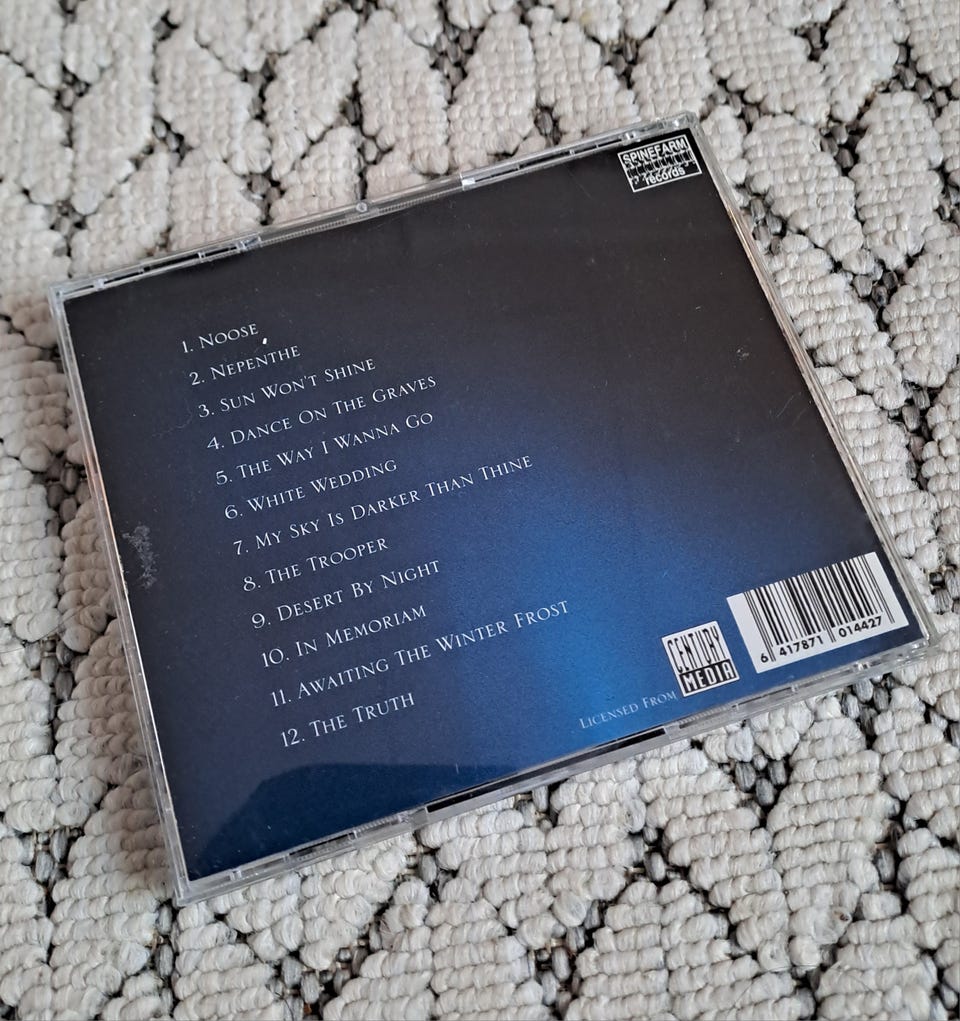 SPINEFARM
records
1. Noose
2. Nepenthe
3. Sun Won't Shine
4. Dance On The Graves
5. The Way I Wanna Go
6. White Wedding
7. My Sky Is Darker Than Thine
8. The Trooper
9. Desert By Night
10. In Memoriam
11. Awaiting The Winter Frost
12. The Truth
Licensed From
CENTURY
MEDIA
6 417871 014427